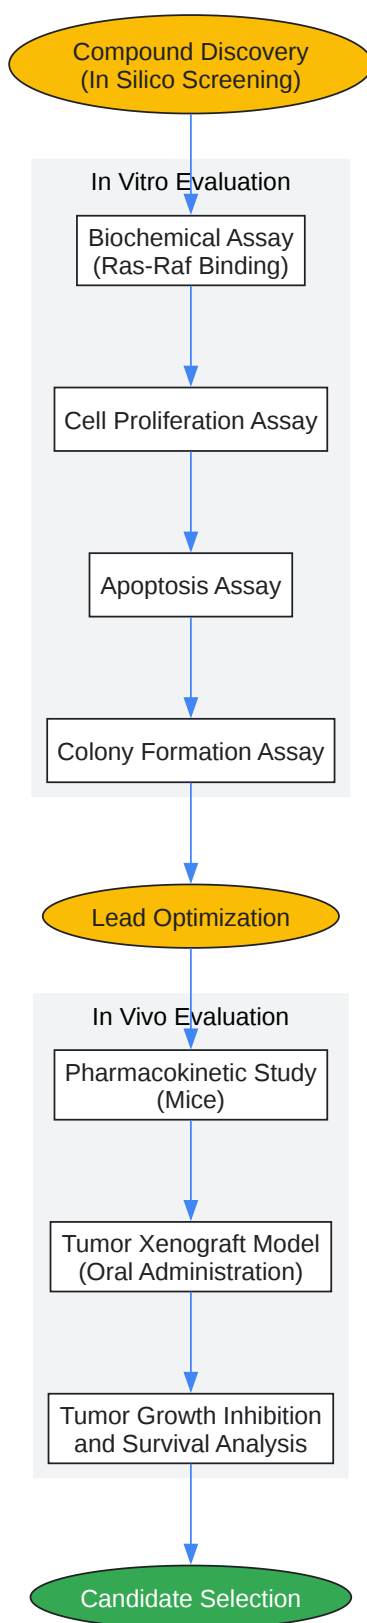 Compound Discovery
(In Silico Screening)
In Vitro Evaluation
Biochemical Assay
(Ras-Raf Binding)
Cell Proliferation Assay
Apoptosis Assay
Colony Formation Assay
Lead Optimization
In Vivo Evaluation
Pharmacokinetic Study
(Mice)
Tumor Xenograft Model
(Oral Administration)
Tumor Growth Inhibition
and Survival Analysis
Candidate Selection